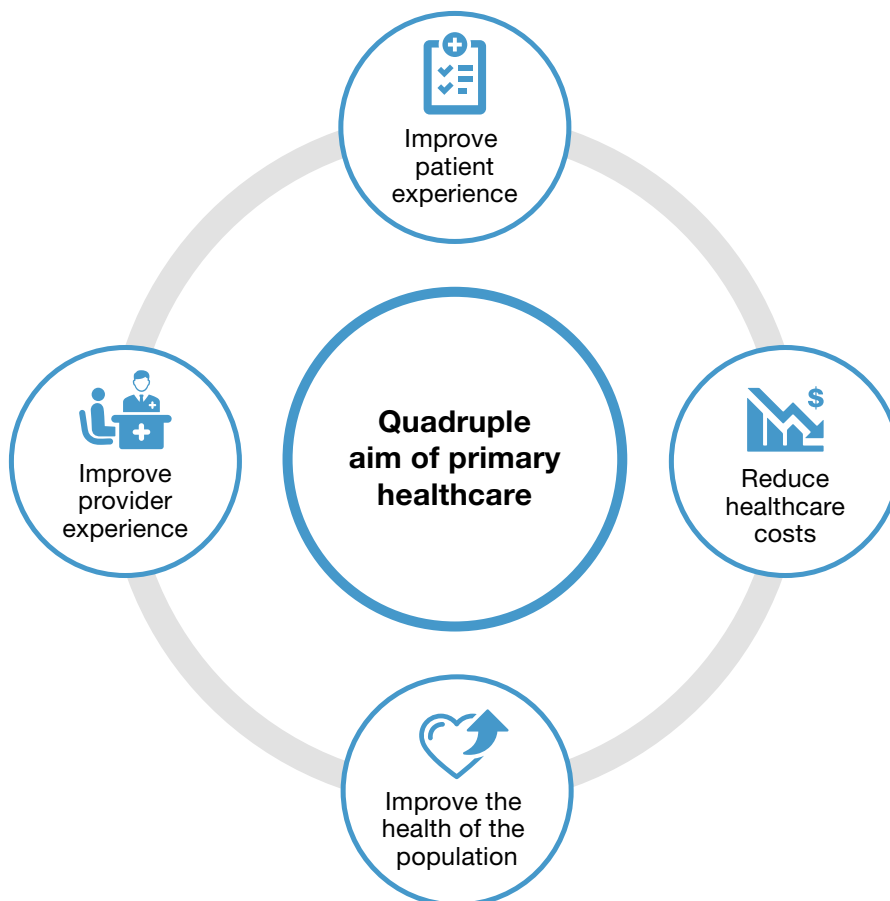 Improve
patient
experience
Quadruple
aim of primary
healthcare
$
Reduce
healthcare
costs
Improve
provider
experience
Improve the
health of the
population